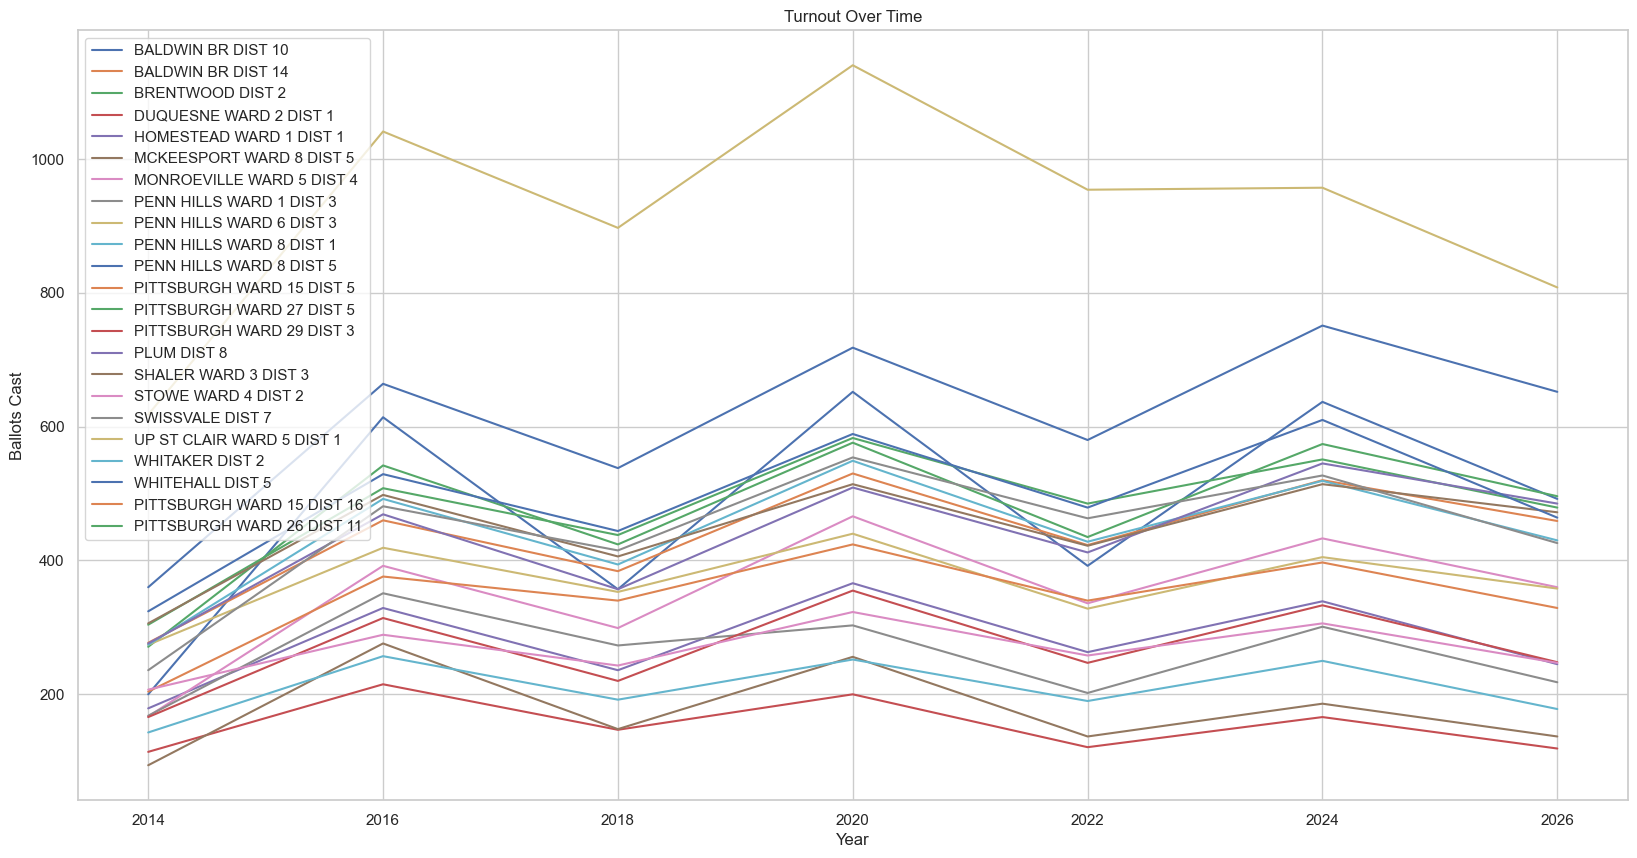 Turnout Over Time
BALDWIN BR DIST 10
BALDWIN BR DIST 14
BRENTWOOD DIST 2
DUQUESNE WARD 2 DIST 1
HOMESTEAD WARD 1 DIST 1
MCKEESPORT WARD 8 DIST 5
MONROEVILLE WARD 5 DIST 4
PENN HILLS WARD 1 DIST 3
PENN HILLS WARD 6 DIST 3
PENN HILLS WARD 8 DIST 1
PENN HILLS WARD 8 DIST 5
PITTSBURGH WARD 15 DIST 5
PITTSBURGH WARD 27 DIST 5
PITTSBURGH WARD 29 DIST 3
PLUM DIST 8
SHALER WARD 3 DIST 3
STOWE WARD 4 DIST 2
SWISSVALE DIST 7
UP ST CLAIR WARD 5 DIST 1
WHITAKER DIST 2
WHITEHALL DIST 5
PITTSBURGH WARD 15 DIST 16
PITTSBURGH WARD 26 DIST 11
Ballots Cast
1000
800
600
400
200
2014 2016 2018 2020 2022 2024 2026
Year